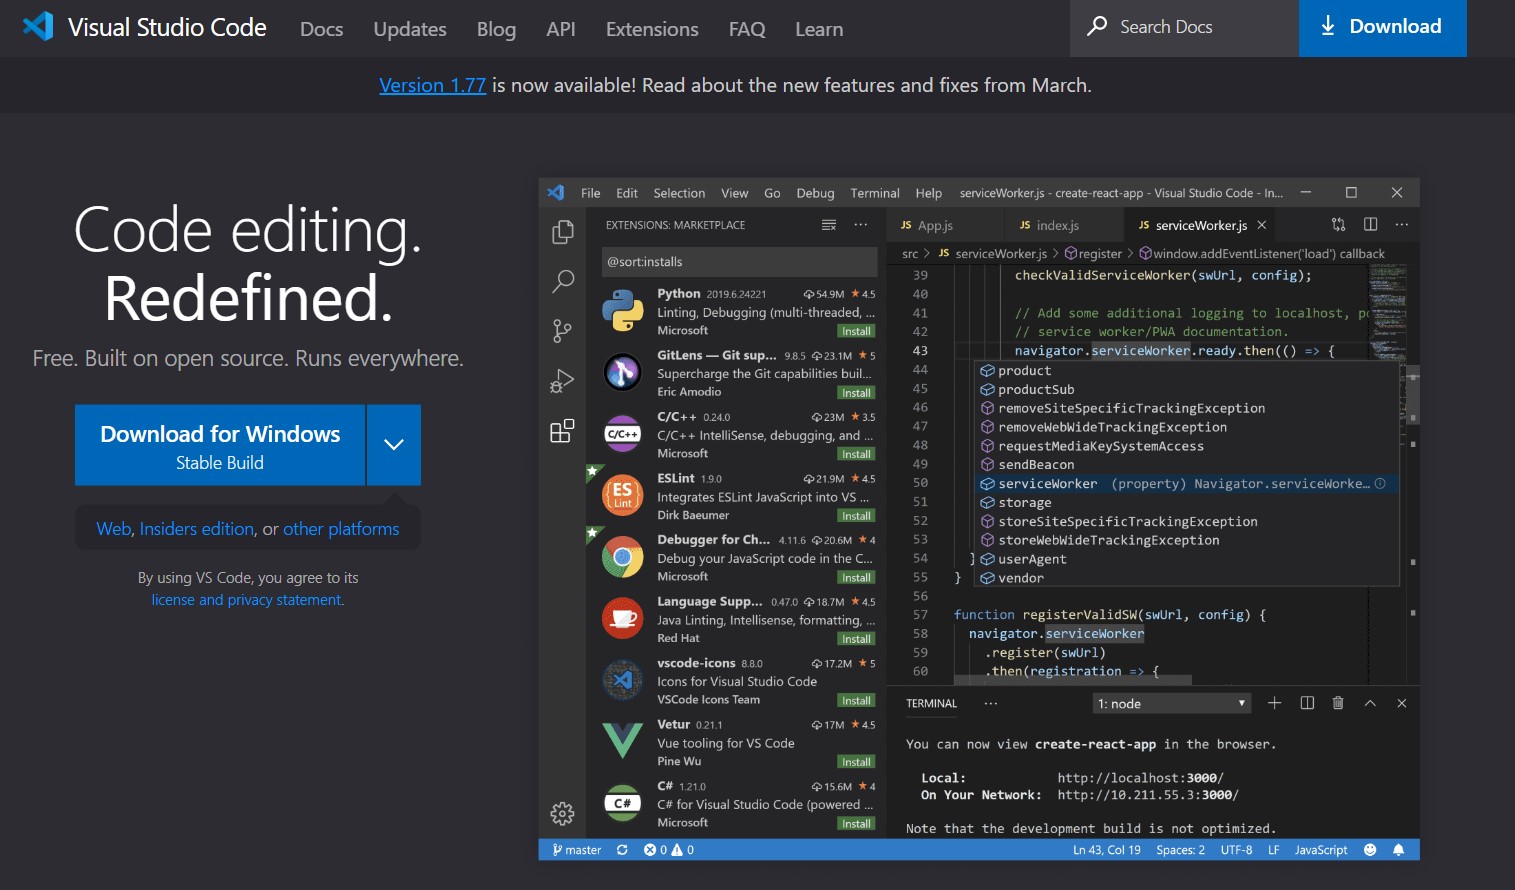 Visual Studio Code Docs Updates Blog API Extensions FAQ Learn Search Docs Download
Version 1.77 is now available! Read about the new features and fixes from March.
Code editing.
Redefined.
Free. Built on open source. Runs everywhere.
Download for Windows
Stable Build
Web, Insiders edition, or other platforms
By using VS Code, you agree to its
license and privacy statement.
File Edit Selection View Go Debug Terminal Help serviceWorker.js - create-react-app - Visual Studio Code - In...
EXTENSIONS: MARKETPLACE
@sort:installs
Python 2019.6.24221 54.9M ★ 4.5
Linting, Debugging (multi-threaded, ...
Microsoft Install
GitLens — Git sup... 9.8.5 23.1M ★ 5
Supercharge the Git capabilities buil...
Eric Amodio Install
C/C++
C/C++ 0.24.0 23M ★ 3.5
C/C++ IntelliSense, debugging, and ...
Microsoft Install
ES
Lint
ESLint 1.9.0 21.9M ★ 4.5
Integrates ESLint JavaScript into VS ...
Dirk Baeumer Install
Debugger for Ch... 4.11.6 20.6M ★ 4
Debug your JavaScript code in the C...
Microsoft Install
Language Supp... 0.47.0 18.7M ★ 4.5
Java Linting, Intellisense, formatting, ...
Red Hat Install
vscode-icons 8.8.0 17.2M ★ 5
Icons for Visual Studio Code
VSCode Icons Team Install
Vetur 0.21.1 17M ★ 4.5
Vue tooling for VS Code
Pine Wu Install
C#
C# 1.21.0 15.6M ★ 4
C# for Visual Studio Code (powered ...
Microsoft Install
JS App.js JS index.js JS serviceWorker.js
src > JS serviceWorker.js > register > window.addEventListener('load') callback
39 checkValidServiceWorker(swUrl, config);
40
41 // Add some additional logging to localhost, po
42 // service worker/PWA documentation.
43 navigator.serviceWorker.ready.then(() => {
44 product
45 productSub
46 removeSiteSpecificTrackingException
47 removeWebWideTrackingException
48 requestMediaKeySystemAccess
49 sendBeacon
50 serviceWorker (property) Navigator.serviceWorke...
51 storage
52 storeSiteSpecificTrackingException
53 storeWebWideTrackingException
54 } userAgent
55 } vendor
56
57 function registerValidSW(swUrl, config) {
58 navigator.serviceWorker
59 .register(swUrl)
60 .then(registration => {
TERMINAL ... 1: node
You can now view create-react-app in the browser.
Local: http://localhost:3000/
On Your Network: http://10.211.55.3:3000/
Note that the development build is not optimized.
master 0 0 Ln 43, Col 19 Spaces: 2 UTF-8 LF JavaScript